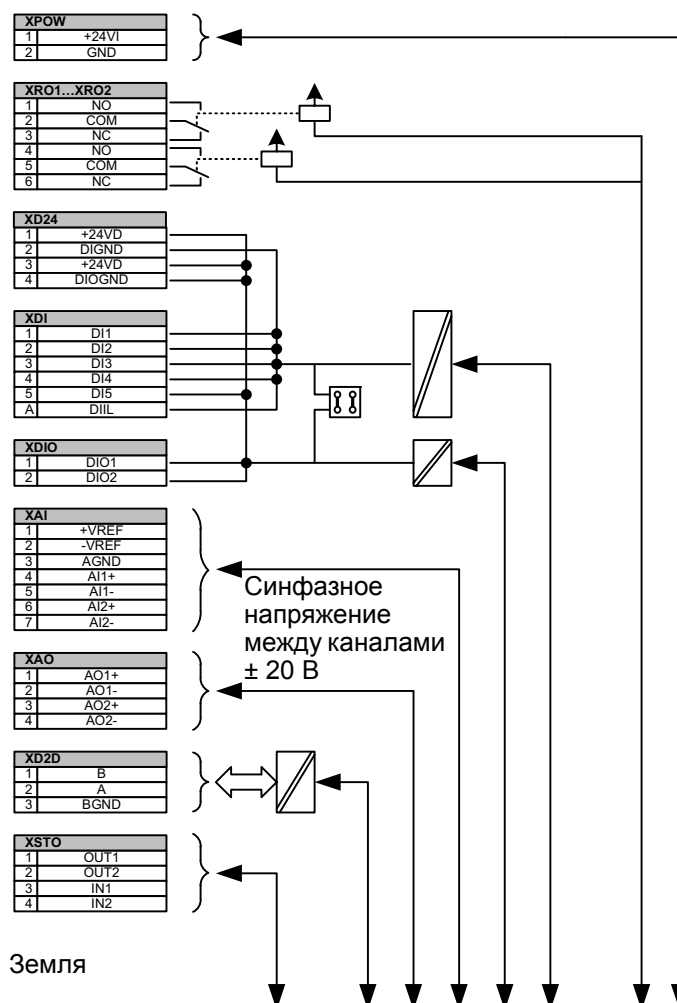 XPOW
1 +24VI
2 GND
XRO1…XRO2
1 NO
2 COM
3 NC
4 NO
5 COM
6 NC
XD24
1 +24VD
2 DIGND
3 +24VD
4 DIOGND
XDI
1 DI1
2 DI2
3 DI3
4 DI4
5 DI5
A DIIL
XDIO
1 DIO1
2 DIO2
XAI
1 +VREF
2 -VREF
3 AGND
4 AI1+
5 AI1-
6 AI2+
7 AI2-
Синфазное
напряжение
между каналами
± 20 В
XAO
1 AO1+
2 AO1-
3 AO2+
4 AO2-
XD2D
1 B
2 A
3 BGND
XSTO
1 OUT1
2 OUT2
3 IN1
4 IN2
Земля